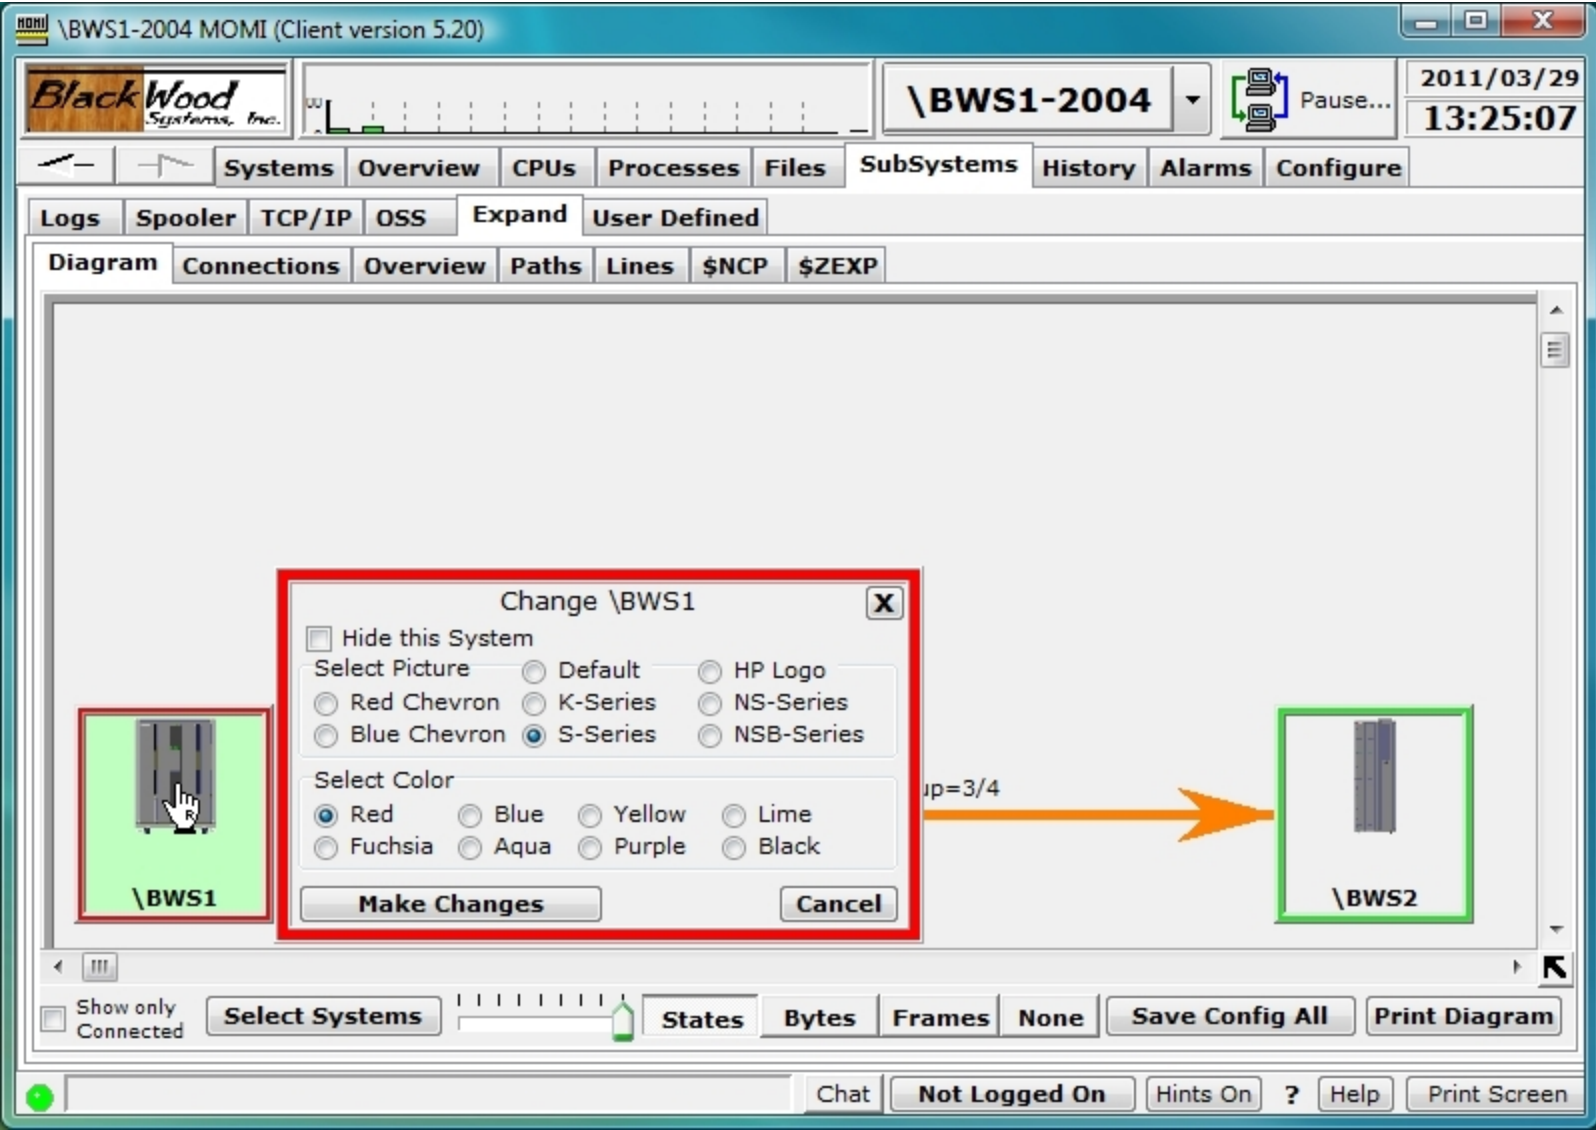 MOMI
\BWS1-2004 MOMI (Client version 5.20)
BlackWood
Systems, Inc.
\BWS1-2004
Pause...
2011/03/29
13:25:07
Systems Overview CPUs Processes Files SubSystems History Alarms Configure
Logs Spooler TCP/IP OSS Expand User Defined
Diagram Connections Overview Paths Lines $NCP $ZEXP
Change \BWS1 X
Hide this System
Select Picture Default HP Logo
Red Chevron K-Series NS-Series
Blue Chevron S-Series NSB-Series
Select Color
Red Blue Yellow Lime
Fuchsia Aqua Purple Black
Make Changes Cancel
up=3/4
R
\BWS1
\BWS2
Show only
Connected
Select Systems States Bytes Frames None Save Config All Print Diagram
Chat Not Logged On Hints On ? Help Print Screen